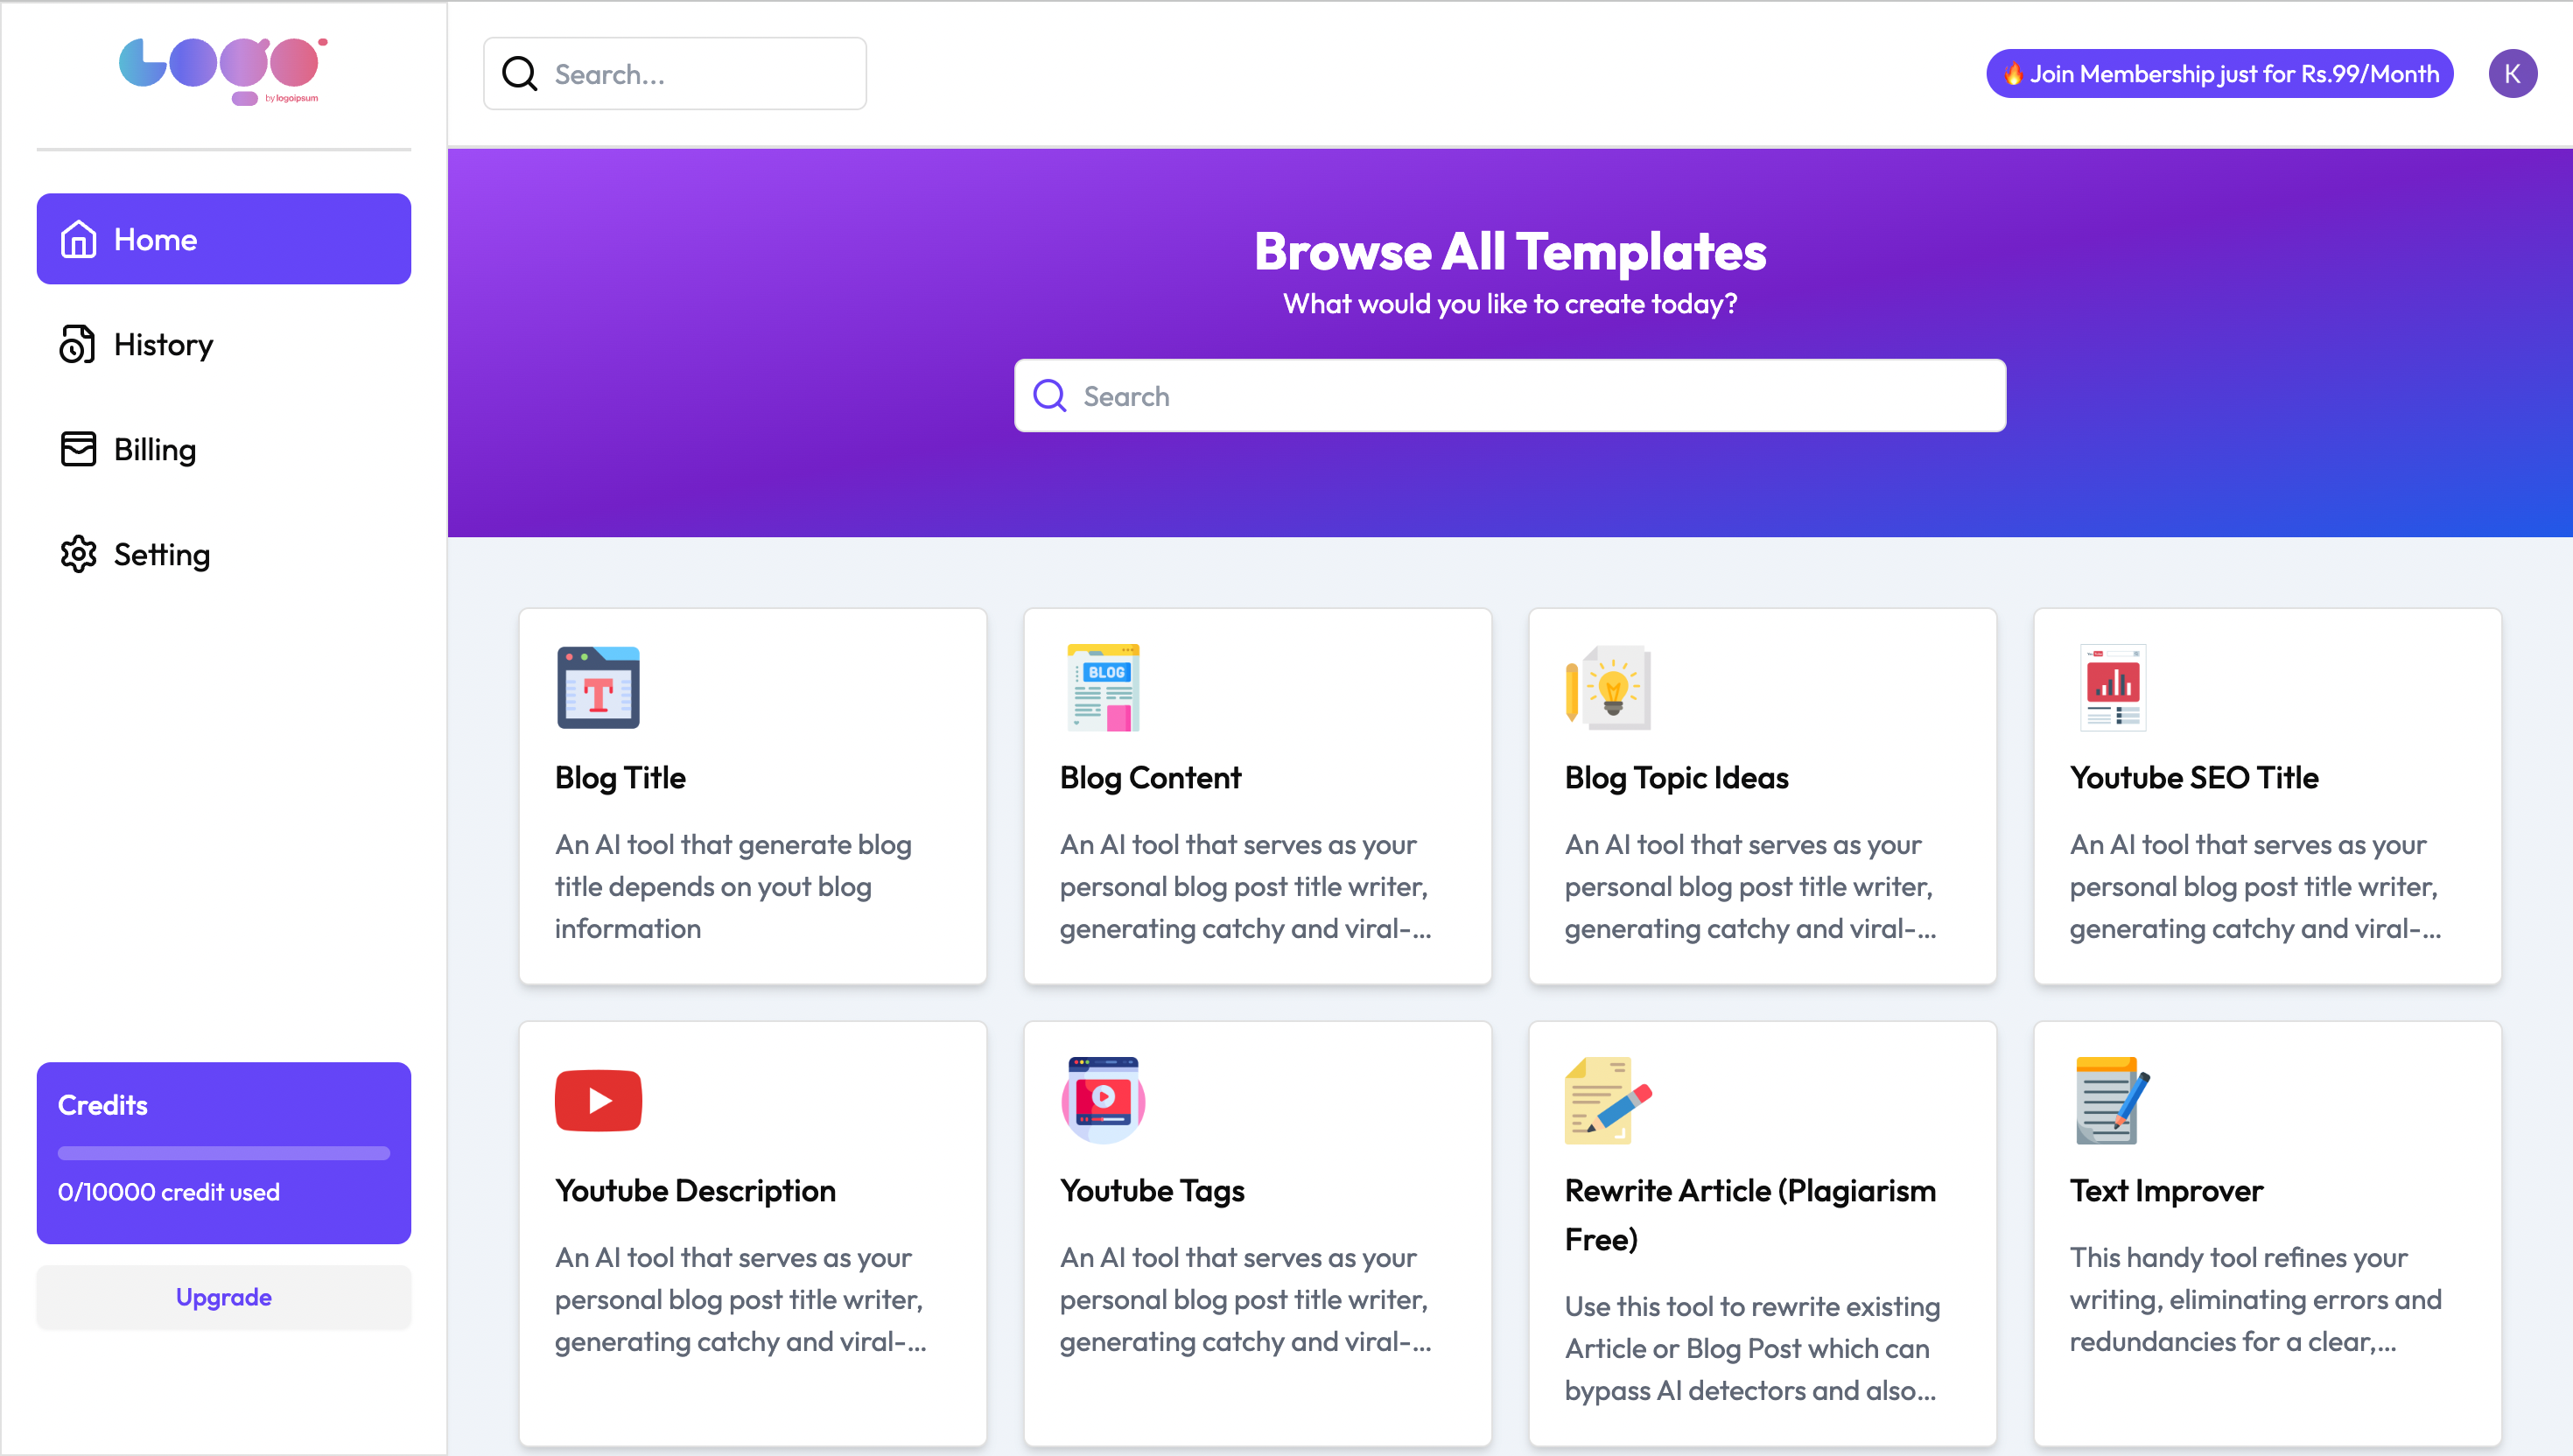 Logo
by logoipsum
Search...
🔥Join Membership just for Rs.99/Month
K
Home
History
Billing
Setting
Credits
0/10000 credit used
Upgrade
Browse All Templates
What would you like to create today?
Search
T
Blog Title
An AI tool that generate blog
title depends on yout blog
information
BLOG
Blog Content
An AI tool that serves as your
personal blog post title writer,
generating catchy and viral-...
Blog Topic Ideas
An AI tool that serves as your
personal blog post title writer,
generating catchy and viral-...
Youtube SEO Title
An AI tool that serves as your
personal blog post title writer,
generating catchy and viral-...
Youtube Description
An AI tool that serves as your
personal blog post title writer,
generating catchy and viral-...
Youtube Tags
An AI tool that serves as your
personal blog post title writer,
generating catchy and viral-...
Rewrite Article (Plagiarism
Free)
Use this tool to rewrite existing
Article or Blog Post which can
bypass AI detectors and also...
Text Improver
This handy tool refines your
writing, eliminating errors and
redundancies for a clear,...